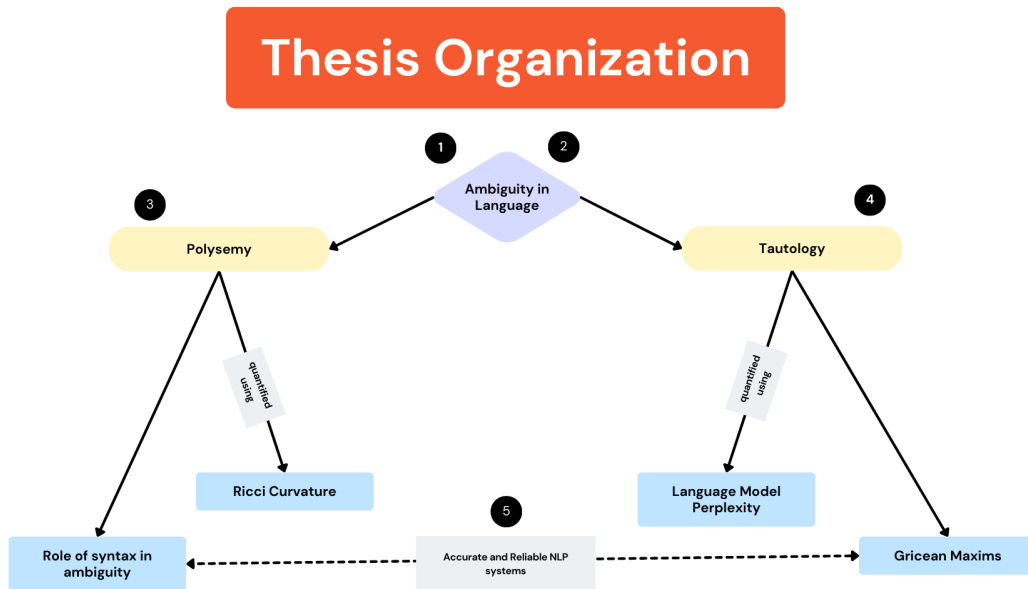 Thesis Organization
1
2
Ambiguity in
Language
3
4
Polysemy
Tautology
quantified
using
quantified
using
Ricci Curvature
Language Model
Perplexity
5
Role of syntax in
ambiguity
Accurate and Reliable NLP
systems
Gricean Maxims